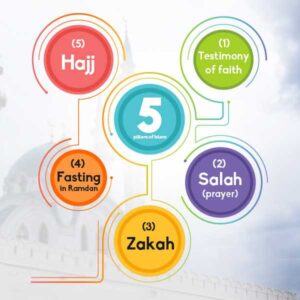 5
pillars of Islam
(1)
Testimony
of faith
(2)
Salah
(prayer)
(3)
Zakah
(4)
Fasting
in Ramdan
(5)
Hajj